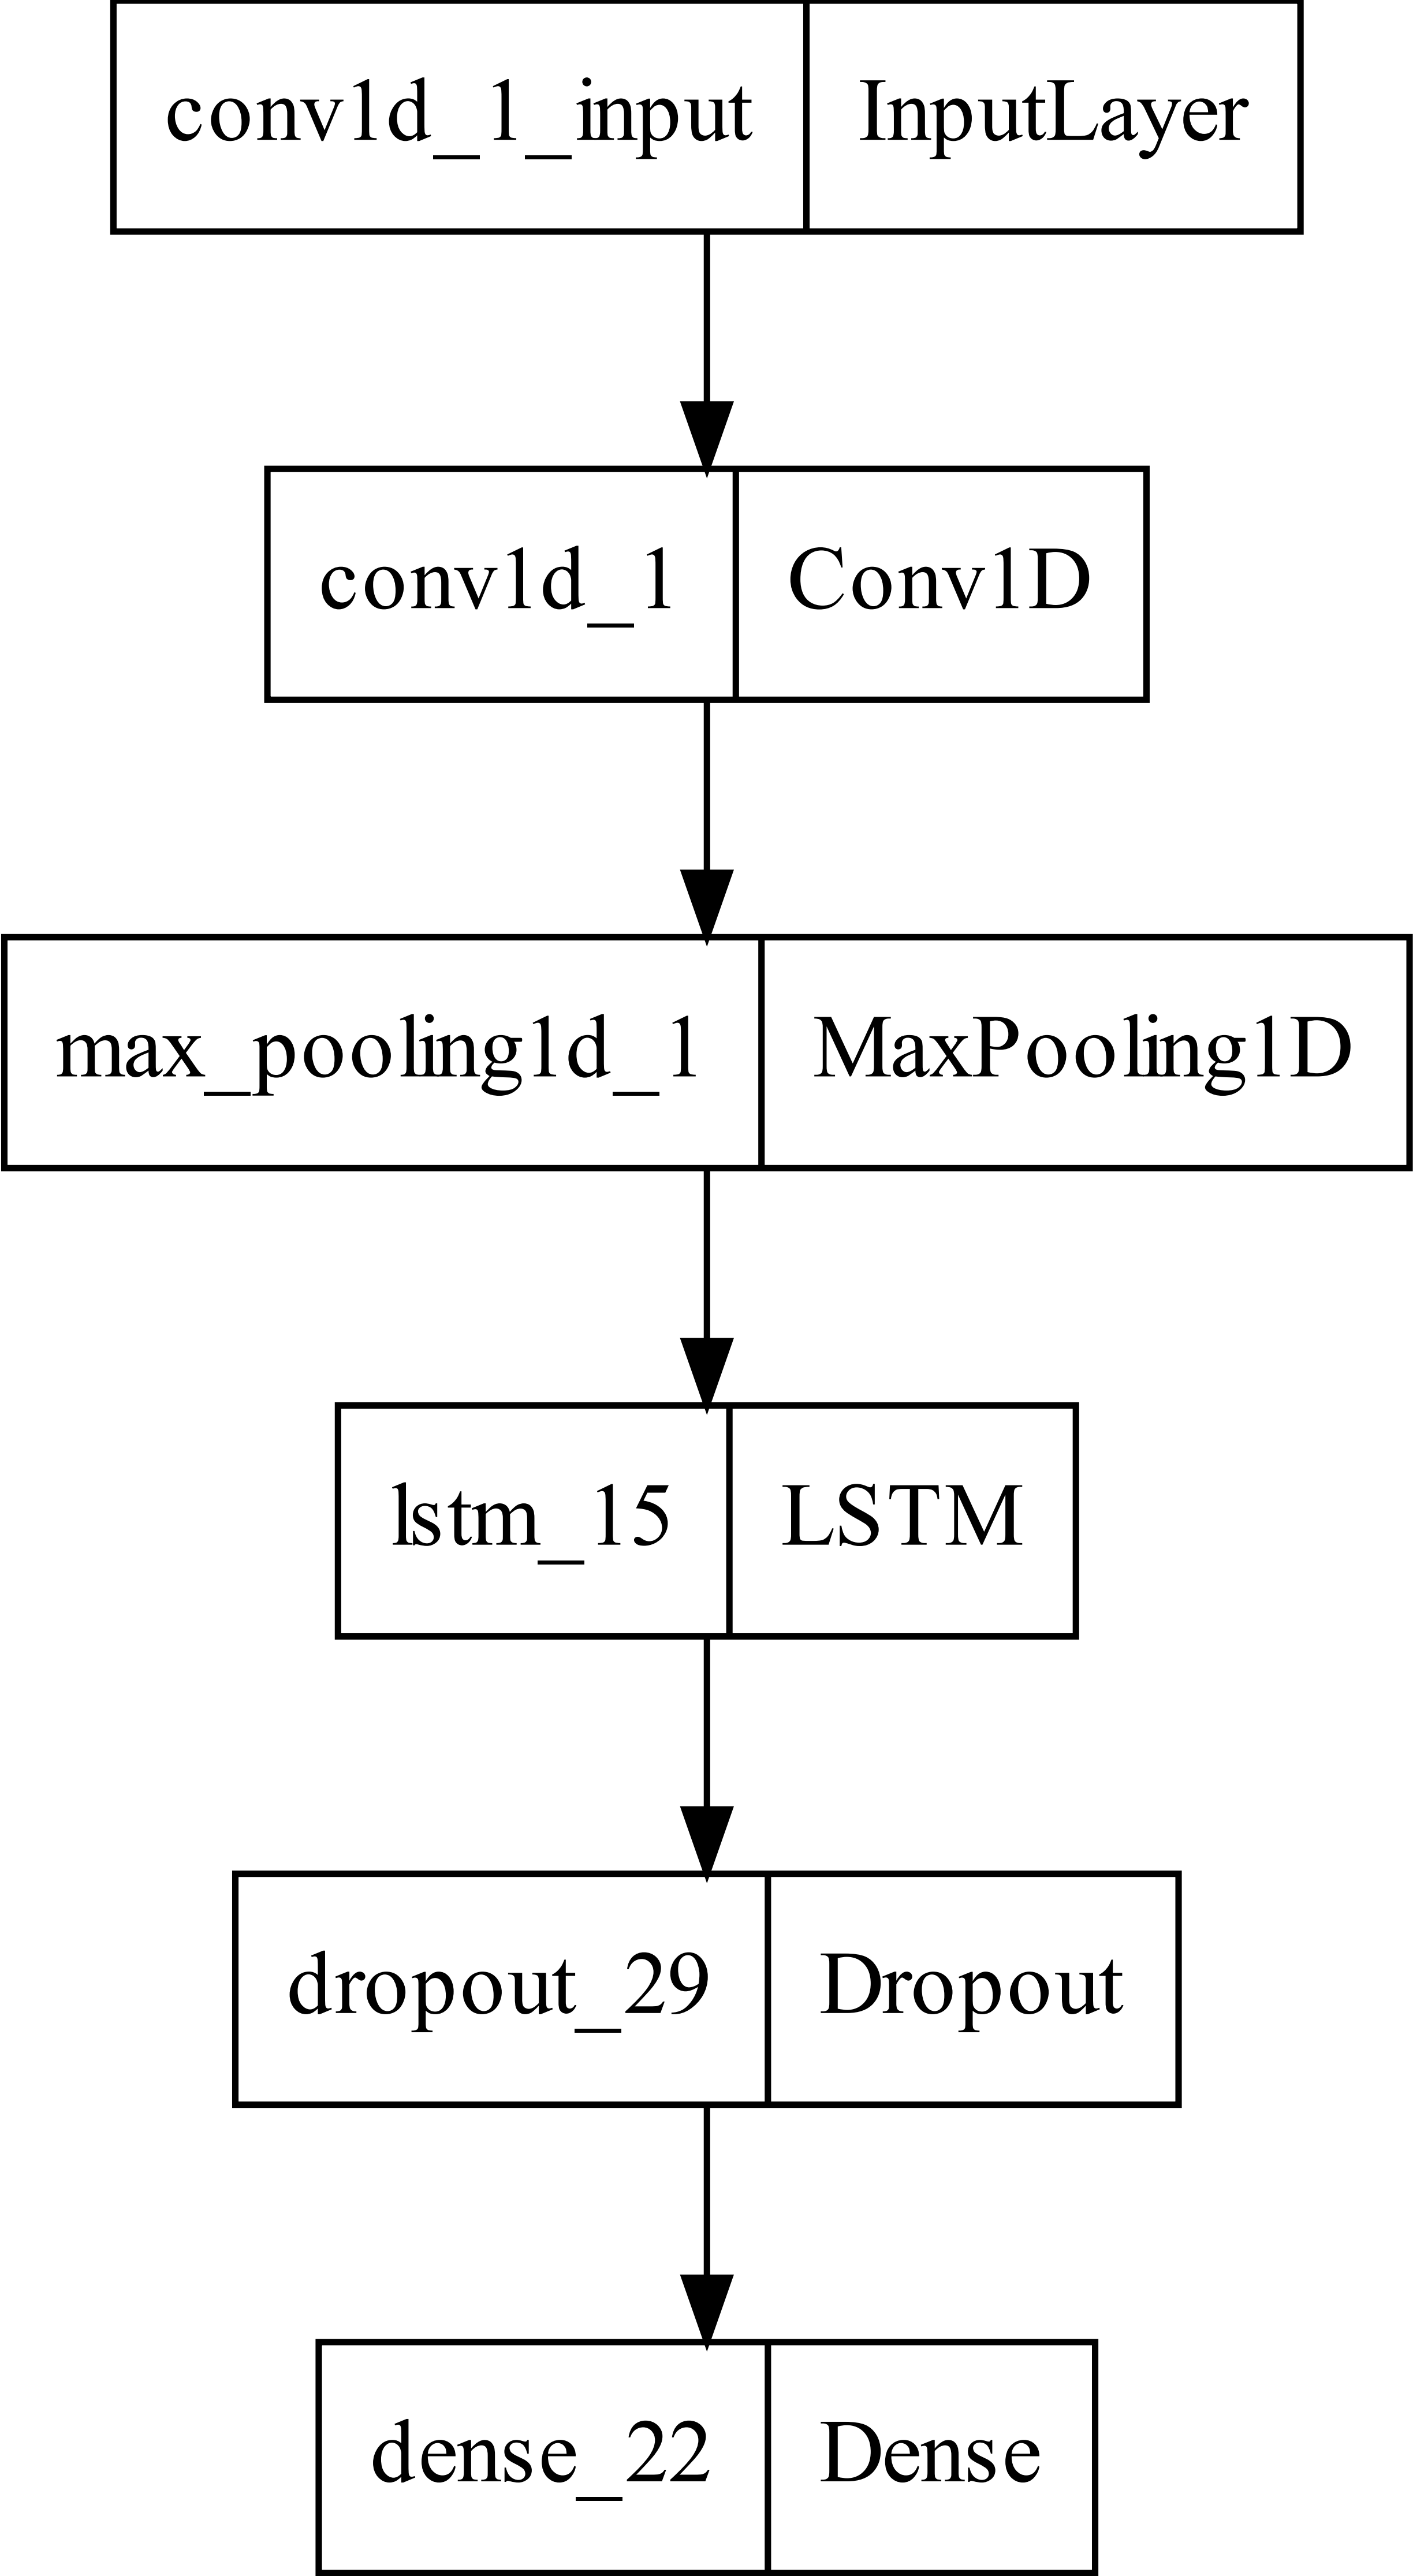 conv1d_1_input InputLayer
conv1d_1 Conv1D
max_pooling1d_1 MaxPooling1D
lstm_15 LSTM
dropout_29 Dropout
dense_22 Dense